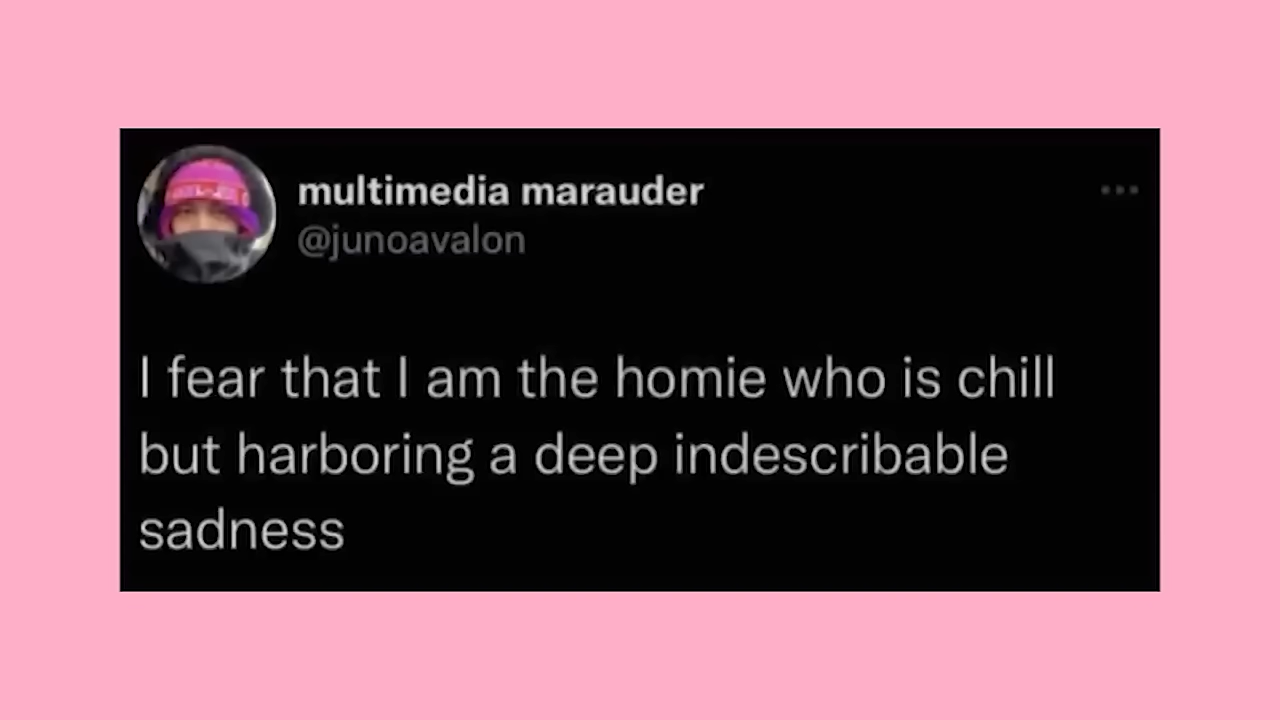 multimedia marauder
@junoavalon
I fear that I am the homie who is chill
but harboring a deep indescribable
sadness